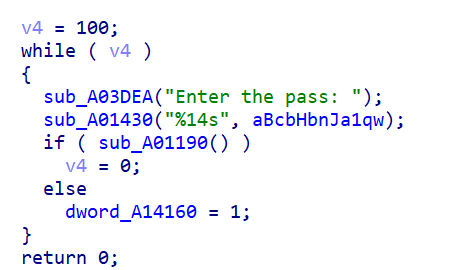 v4 = 100;
while ( v4 )
{
sub_A03DEA("Enter the pass: ");
sub_A01430("%14s", aBcbHbnJa1qw);
if ( sub_A01190() )
v4 = 0;
else
dword_A14160 = 1;
}
return 0;